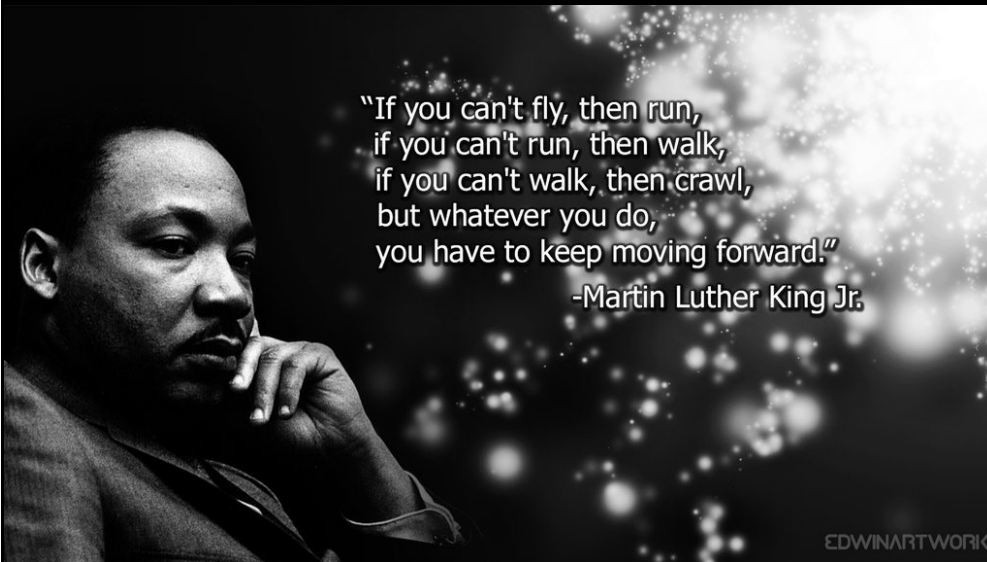 “If you can't fly, then run,
if you can't run, then walk,
if you can't walk, then crawl,
but whatever you do,
you have to keep moving forward.”
-Martin Luther King Jr.
EDWINARTWORK